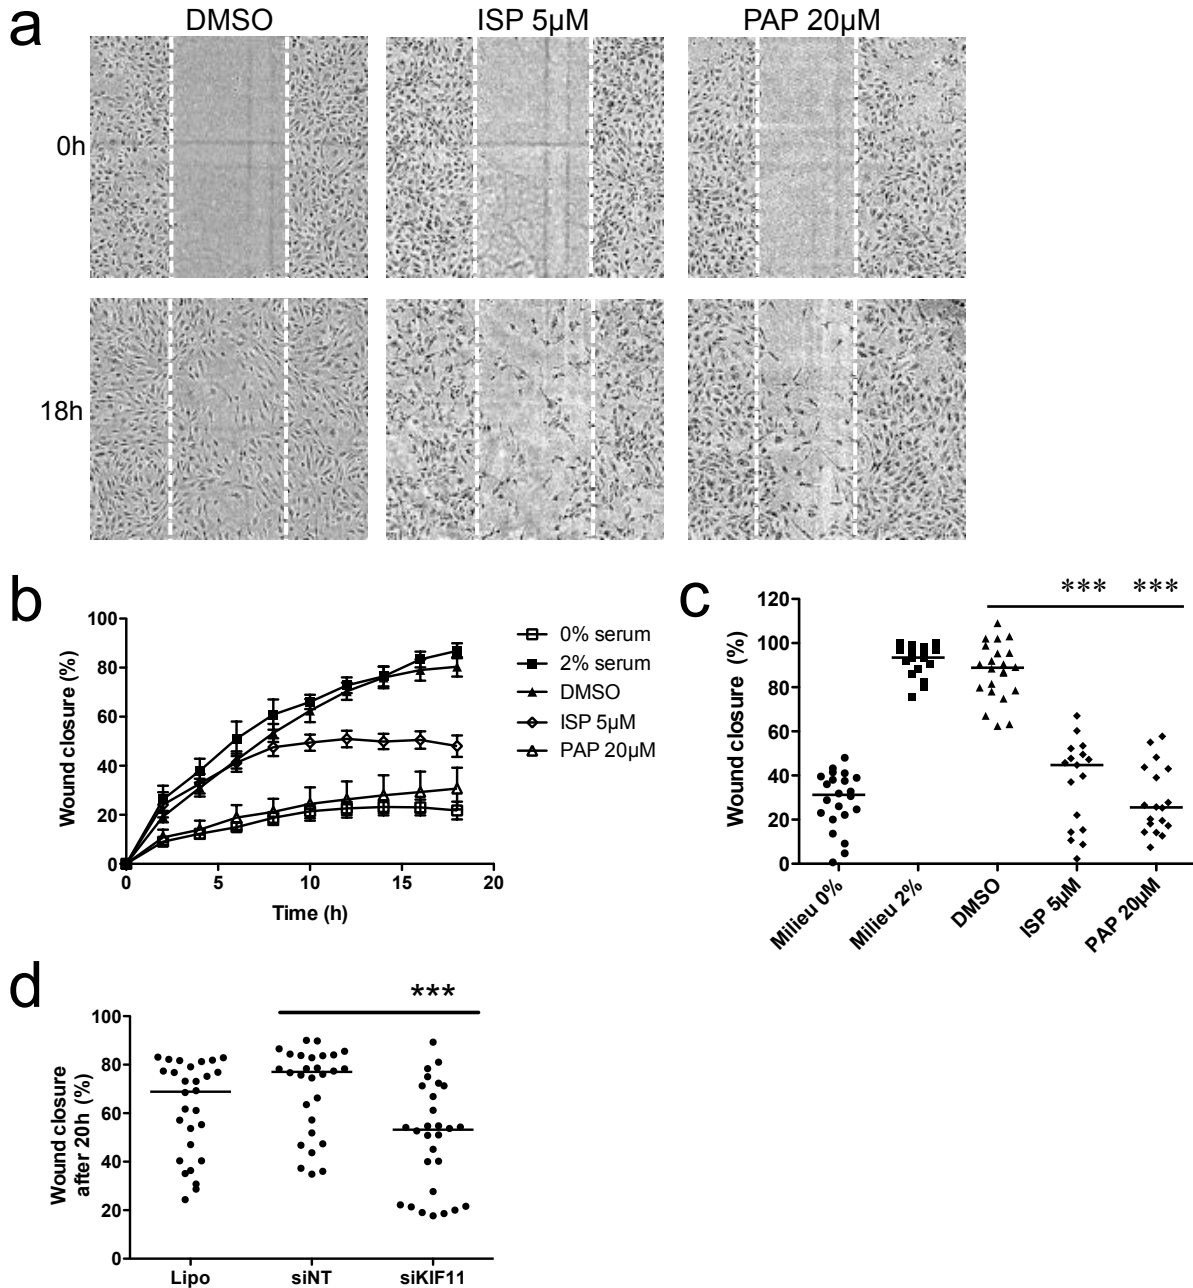 a
DMSO
ISP 5µM
PAP 20µM
0h
18h
b
Wound closure (%)
100
80
60
40
20
0
0
5
10
15
20
Time (h)
0% serum
2% serum
DMSO
ISP 5µM
PAP 20µM
c
Wound closure (%)
120
100
80
60
40
20
0
*** ***
Milieu 0%
Milieu 2%
DMSO
ISP 5µM
PAP 20µM
d
Wound closure
after 20h (%)
100
80
60
40
20
0
***
Lipo
siNT
siKIF11